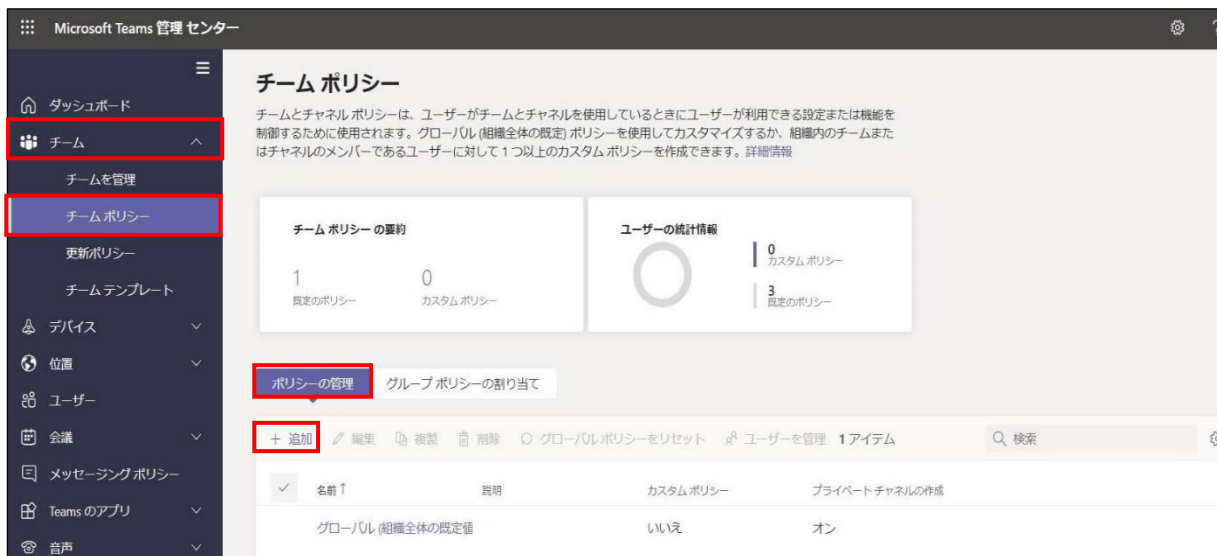 Microsoft Teams 管理センター
ダッシュボード
チーム
チームを管理
チーム ポリシー
更新ポリシー
チーム テンプレート
デバイス
位置
ユーザー
会議
メッセージング ポリシー
Teams のアプリ
音声
チーム ポリシー
チームとチャネル ポリシーは、ユーザーがチームとチャネルを使用しているときにユーザーが利用できる設定または機能を
制御するために使用されます。グローバル (組織全体の既定) ポリシーを使用してカスタマイズするか、組織内のチームまた
はチャネルのメンバーであるユーザーに対して 1 つ以上のカスタム ポリシーを作成できます。詳細情報
チーム ポリシー の要約
1
既定のポリシー
0
カスタム ポリシー
ユーザーの統計情報
0
カスタム ポリシー
3
既定のポリシー
ポリシーの管理 グループ ポリシーの割り当て
+ 追加 編集 複製 削除 グローバル ポリシーをリセット ユーザーを管理 1 アイテム 検索
名前 ↑ 説明 カスタム ポリシー プライベート チャネルの作成
グローバル (組織全体の既定値 いいえ オン